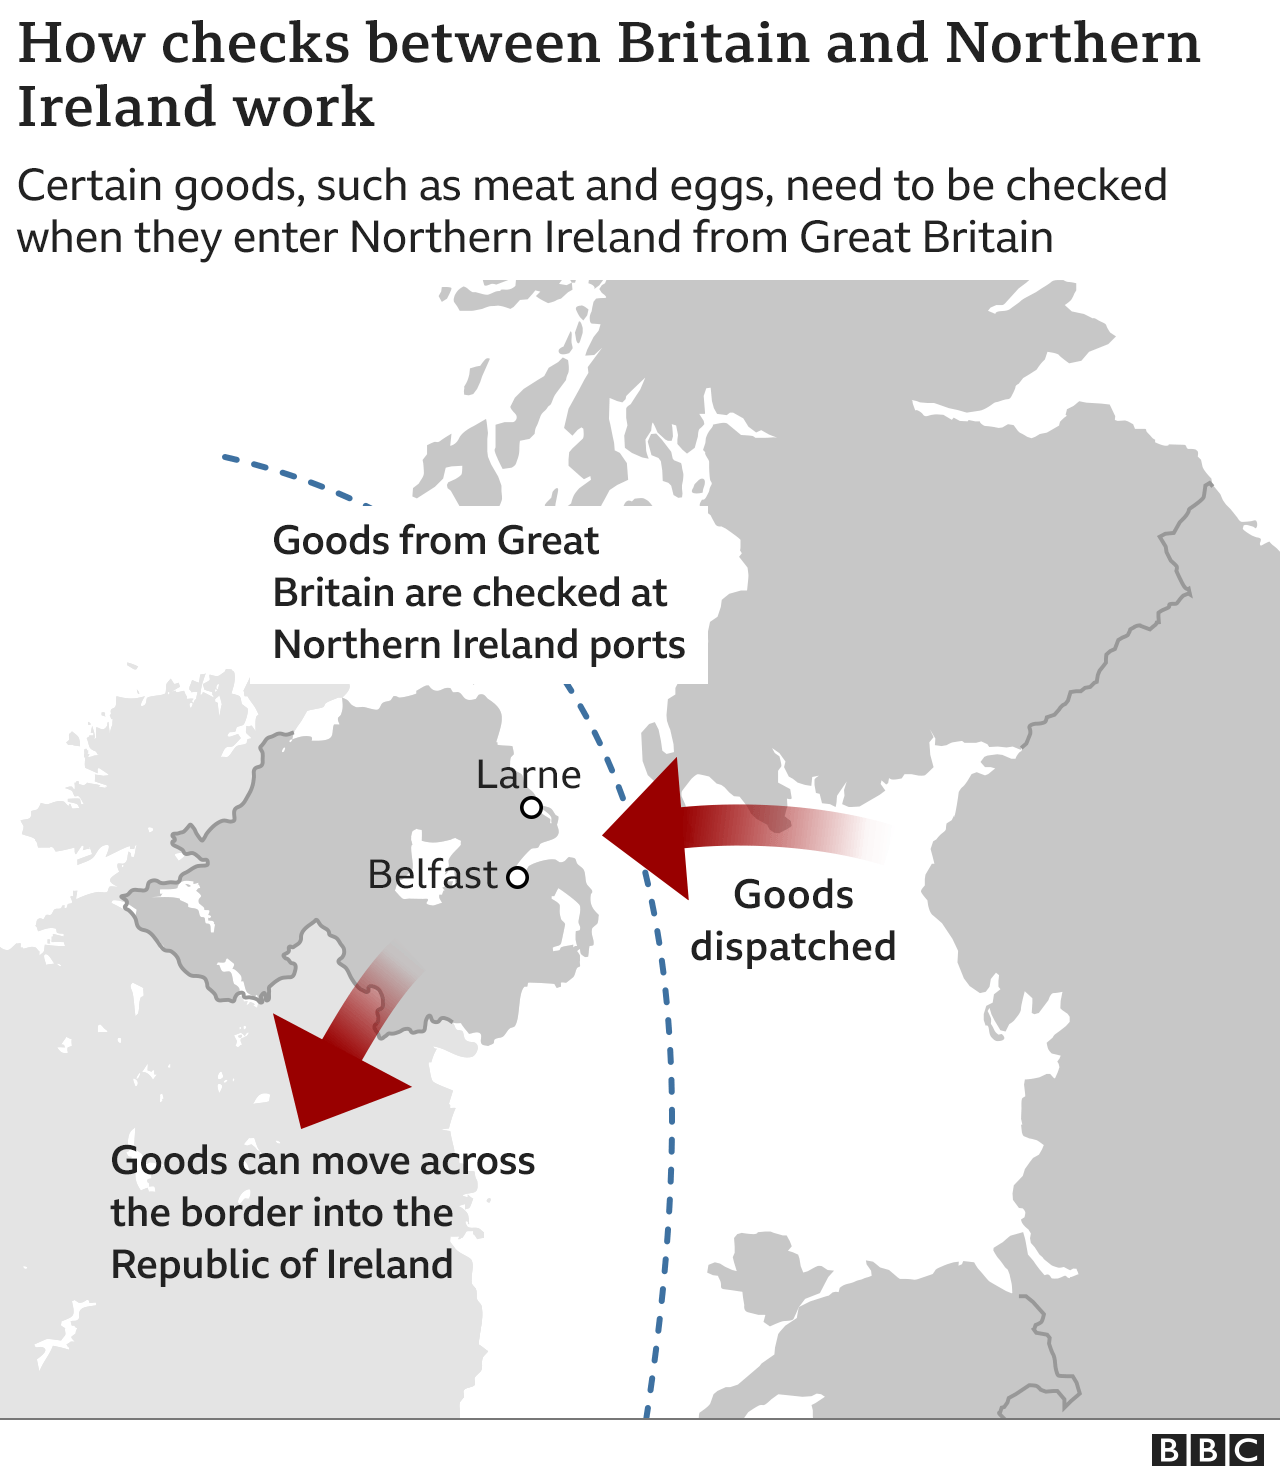 How checks between Britain and Northern
Ireland work
Certain goods, such as meat and eggs, need to be checked
when they enter Northern Ireland from Great Britain
Goods from Great
Britain are checked at
Northern Ireland ports
Larne
Belfast
Goods
dispatched
Goods can move across
the border into the
Republic of Ireland
BBC